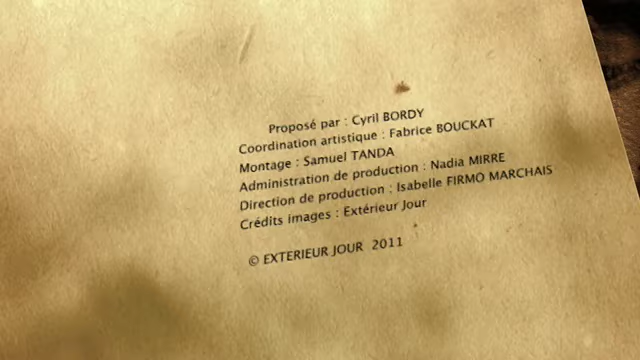 Proposé par : Cyril BORDY
Coordination artistique : Fabrice BOUCKAT
Montage : Samuel TANDA
Administration de production : Nadia MIRRE
Direction de production : Isabelle FIRMO MARCHAIS
Crédits images : Extérieur Jour
© EXTERIEUR JOUR 2011